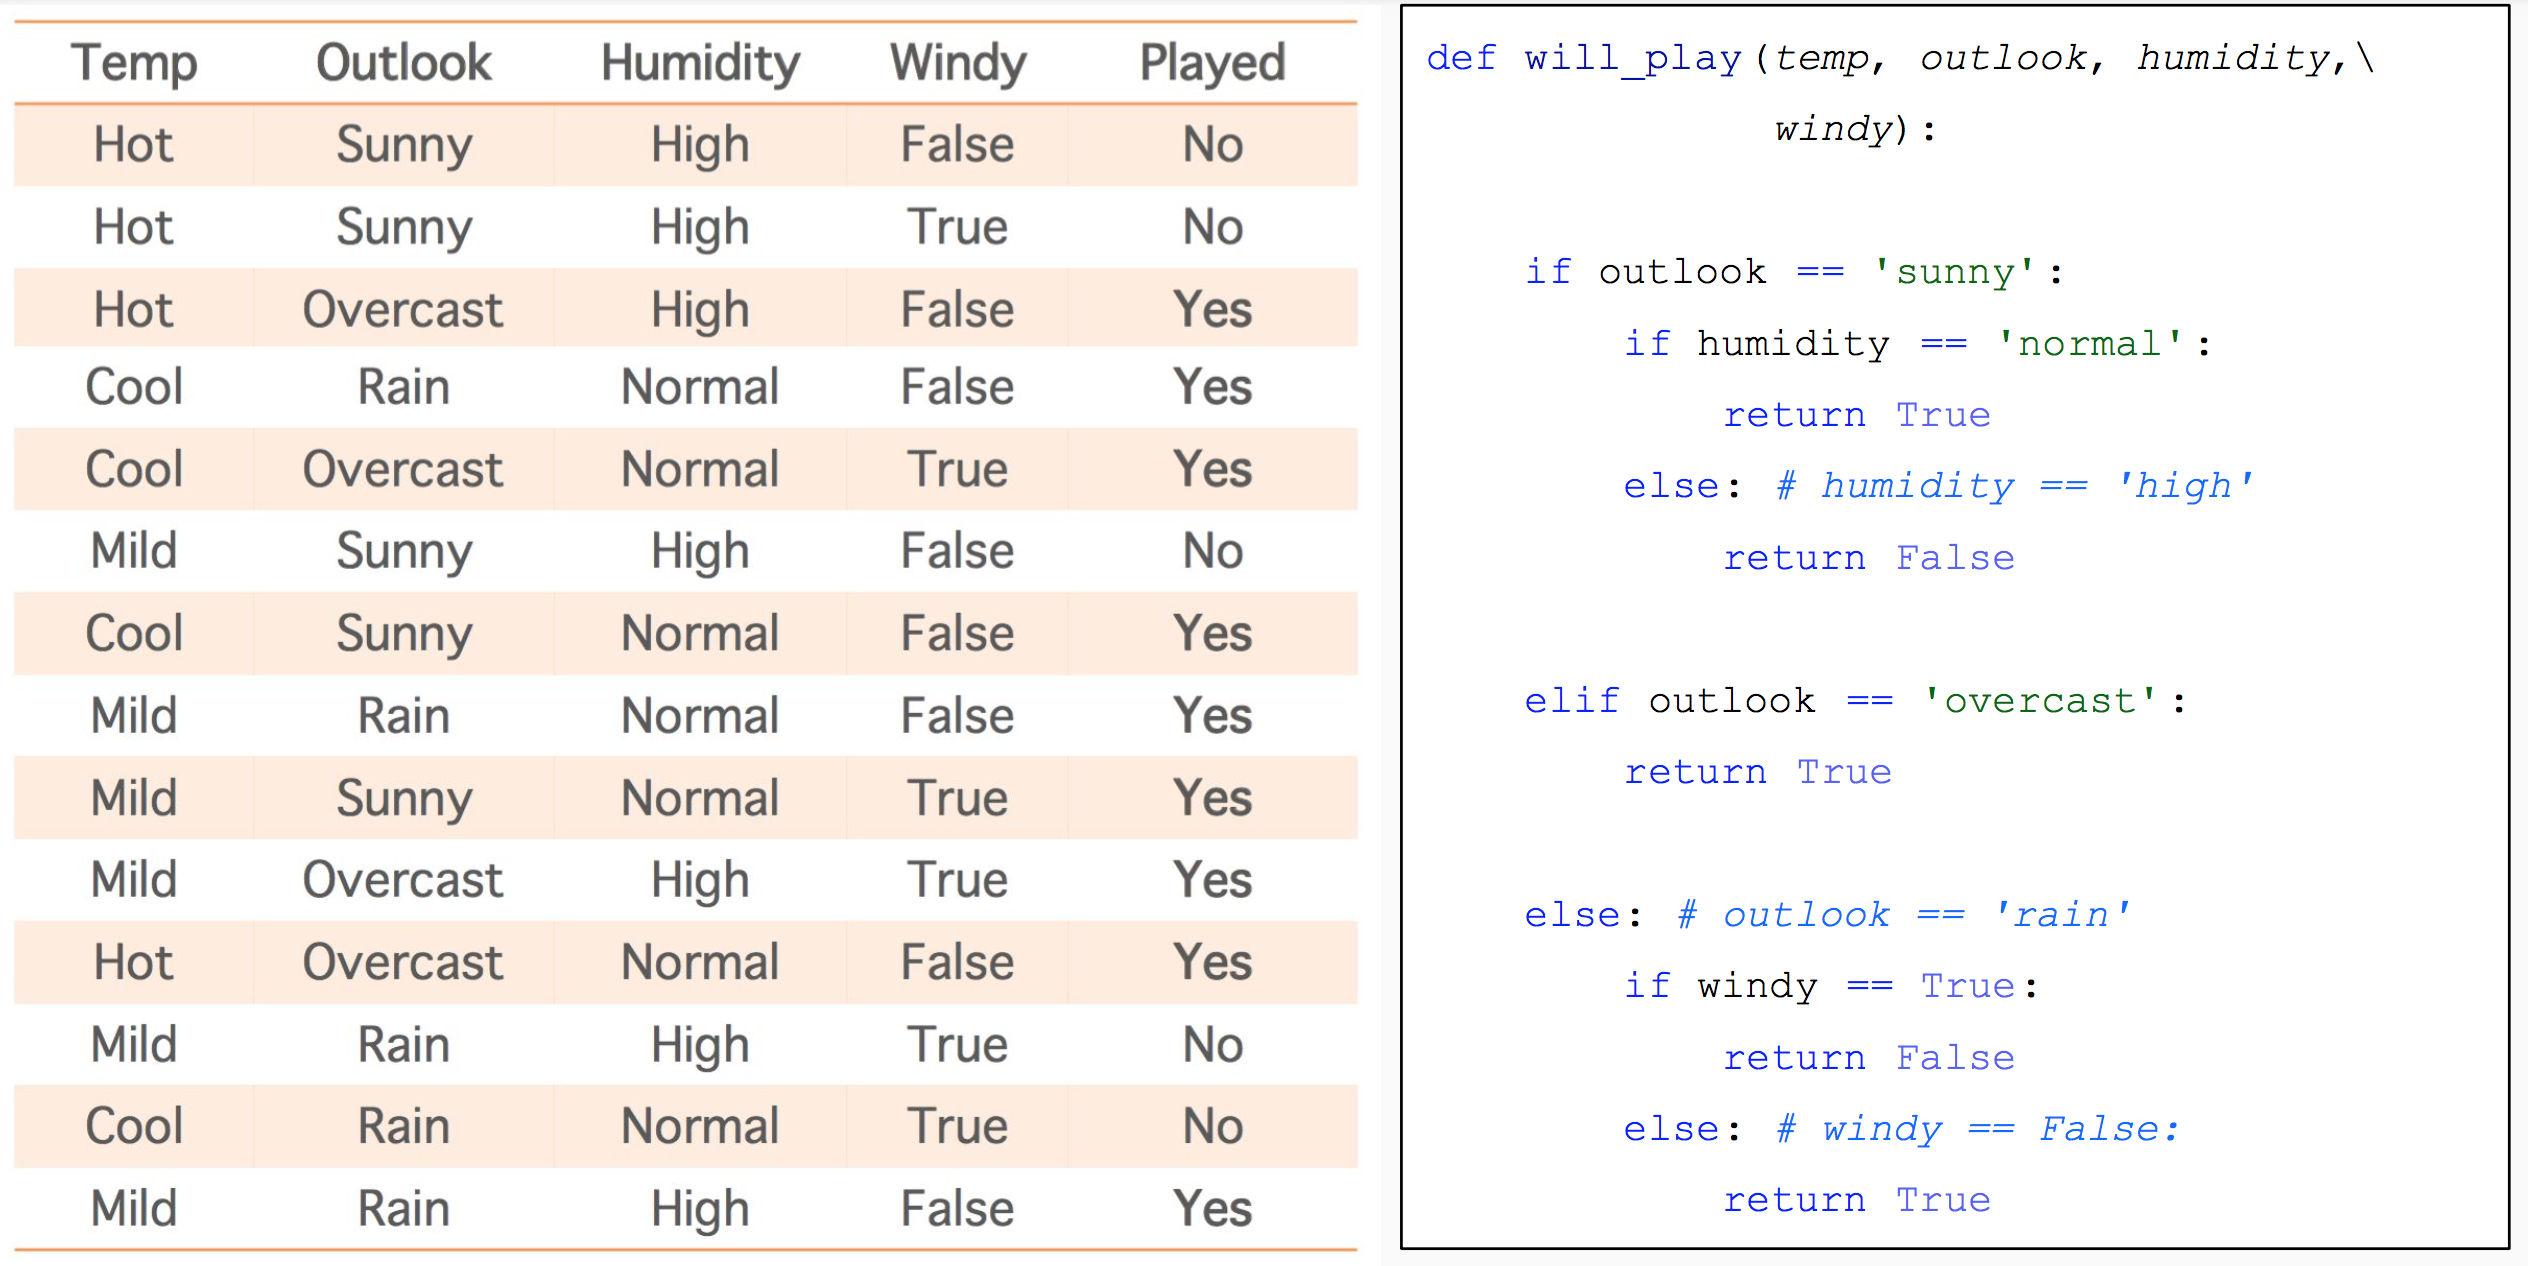 Temp Outlook Humidity Windy Played
Hot Sunny High False No
Hot Sunny High True No
Hot Overcast High False Yes
Cool Rain Normal False Yes
Cool Overcast Normal True Yes
Mild Sunny High False No
Cool Sunny Normal False Yes
Mild Rain Normal False Yes
Mild Sunny Normal True Yes
Mild Overcast High True Yes
Hot Overcast Normal False Yes
Mild Rain High True No
Cool Rain Normal True No
Mild Rain High False Yes
def will_play(temp, outlook, humidity,\
windy):
if outlook == 'sunny':
if humidity == 'normal':
return True
else: # humidity == 'high'
return False
elif outlook == 'overcast':
return True
else: # outlook == 'rain'
if windy == True:
return False
else: # windy == False:
return True